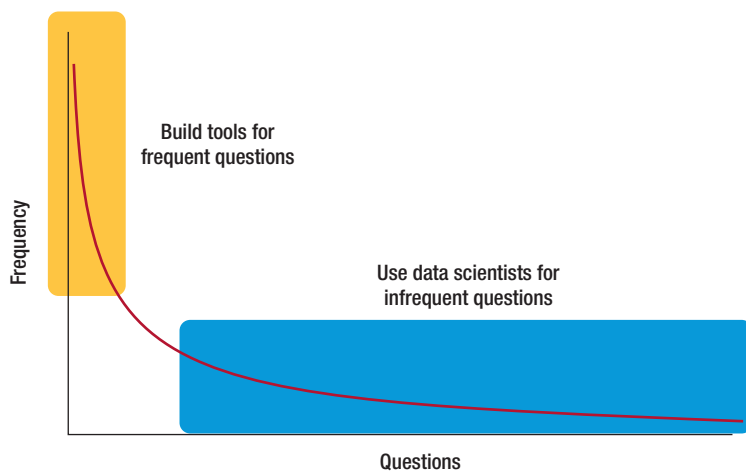 Build tools for
frequent questions
Frequency
Use data scientists for
infrequent questions
Questions